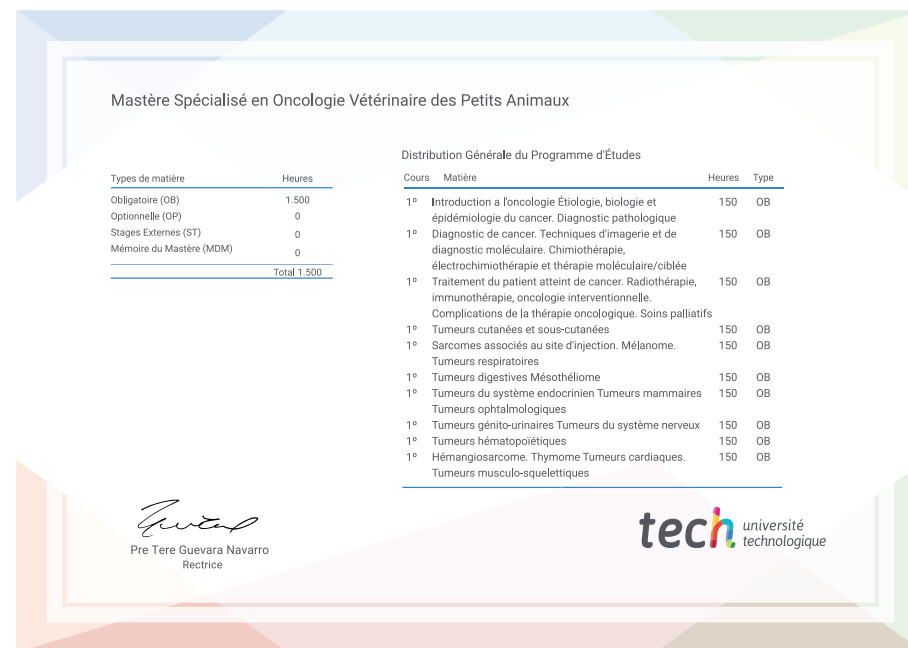 Mastère Spécialisé en Oncologie Vétérinaire des Petits Animaux
Types de matière Heures
Obligatoire (OB) 1.500
Optionnelle (OP) 0
Stages Externes (ST) 0
Mémoire du Mastère (MDM) 0
Total 1.500
Distribution Générale du Programme d'Études
Cours Matière Heures Type
1º Introduction a l'oncologie Étiologie, biologie et 150 OB
épidémiologie du cancer. Diagnostic pathologique
1º Diagnostic de cancer. Techniques d'imagerie et de 150 OB
diagnostic moléculaire. Chimiothérapie,
électrochimiothérapie et thérapie moléculaire/ciblée
1º Traitement du patient atteint de cancer. Radiothérapie, 150 OB
immunothérapie, oncologie interventionnelle.
Complications de la thérapie oncologique. Soins palliatifs
1º Tumeurs cutanées et sous-cutanées 150 OB
1º Sarcomes associés au site d'injection. Mélanome. 150 OB
Tumeurs respiratoires
1º Tumeurs digestives Mésothéliome 150 OB
1º Tumeurs du système endocrinien Tumeurs mammaires 150 OB
Tumeurs ophtalmologiques
1º Tumeurs génito-urinaires Tumeurs du système nerveux 150 OB
1º Tumeurs hématopoïétiques 150 OB
1º Hémangiosarcome. Thymome Tumeurs cardiaques. 150 OB
Tumeurs musculo-squelettiques
Pre Tere Guevara Navarro
Rectrice
tech université
technologique